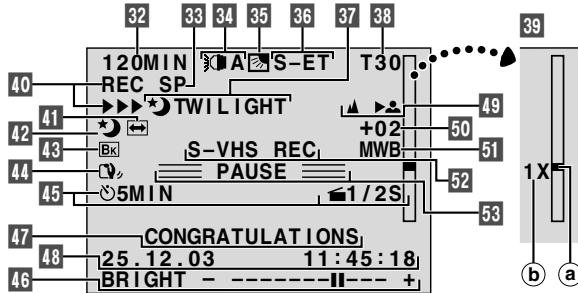 32 33 34 35 36 37 38 39
120MIN A S-ET T30
40 REC SP
TWILIGHT 49
41
42 +02 50
43 BK S-VHS REC MWB 51
1X
44 PAUSE 52
45 5MIN 1/2S
53
47 CONGRATULATIONS
48 25.12.03 11:45:18
b a
46 BRIGHT - -------II--- +